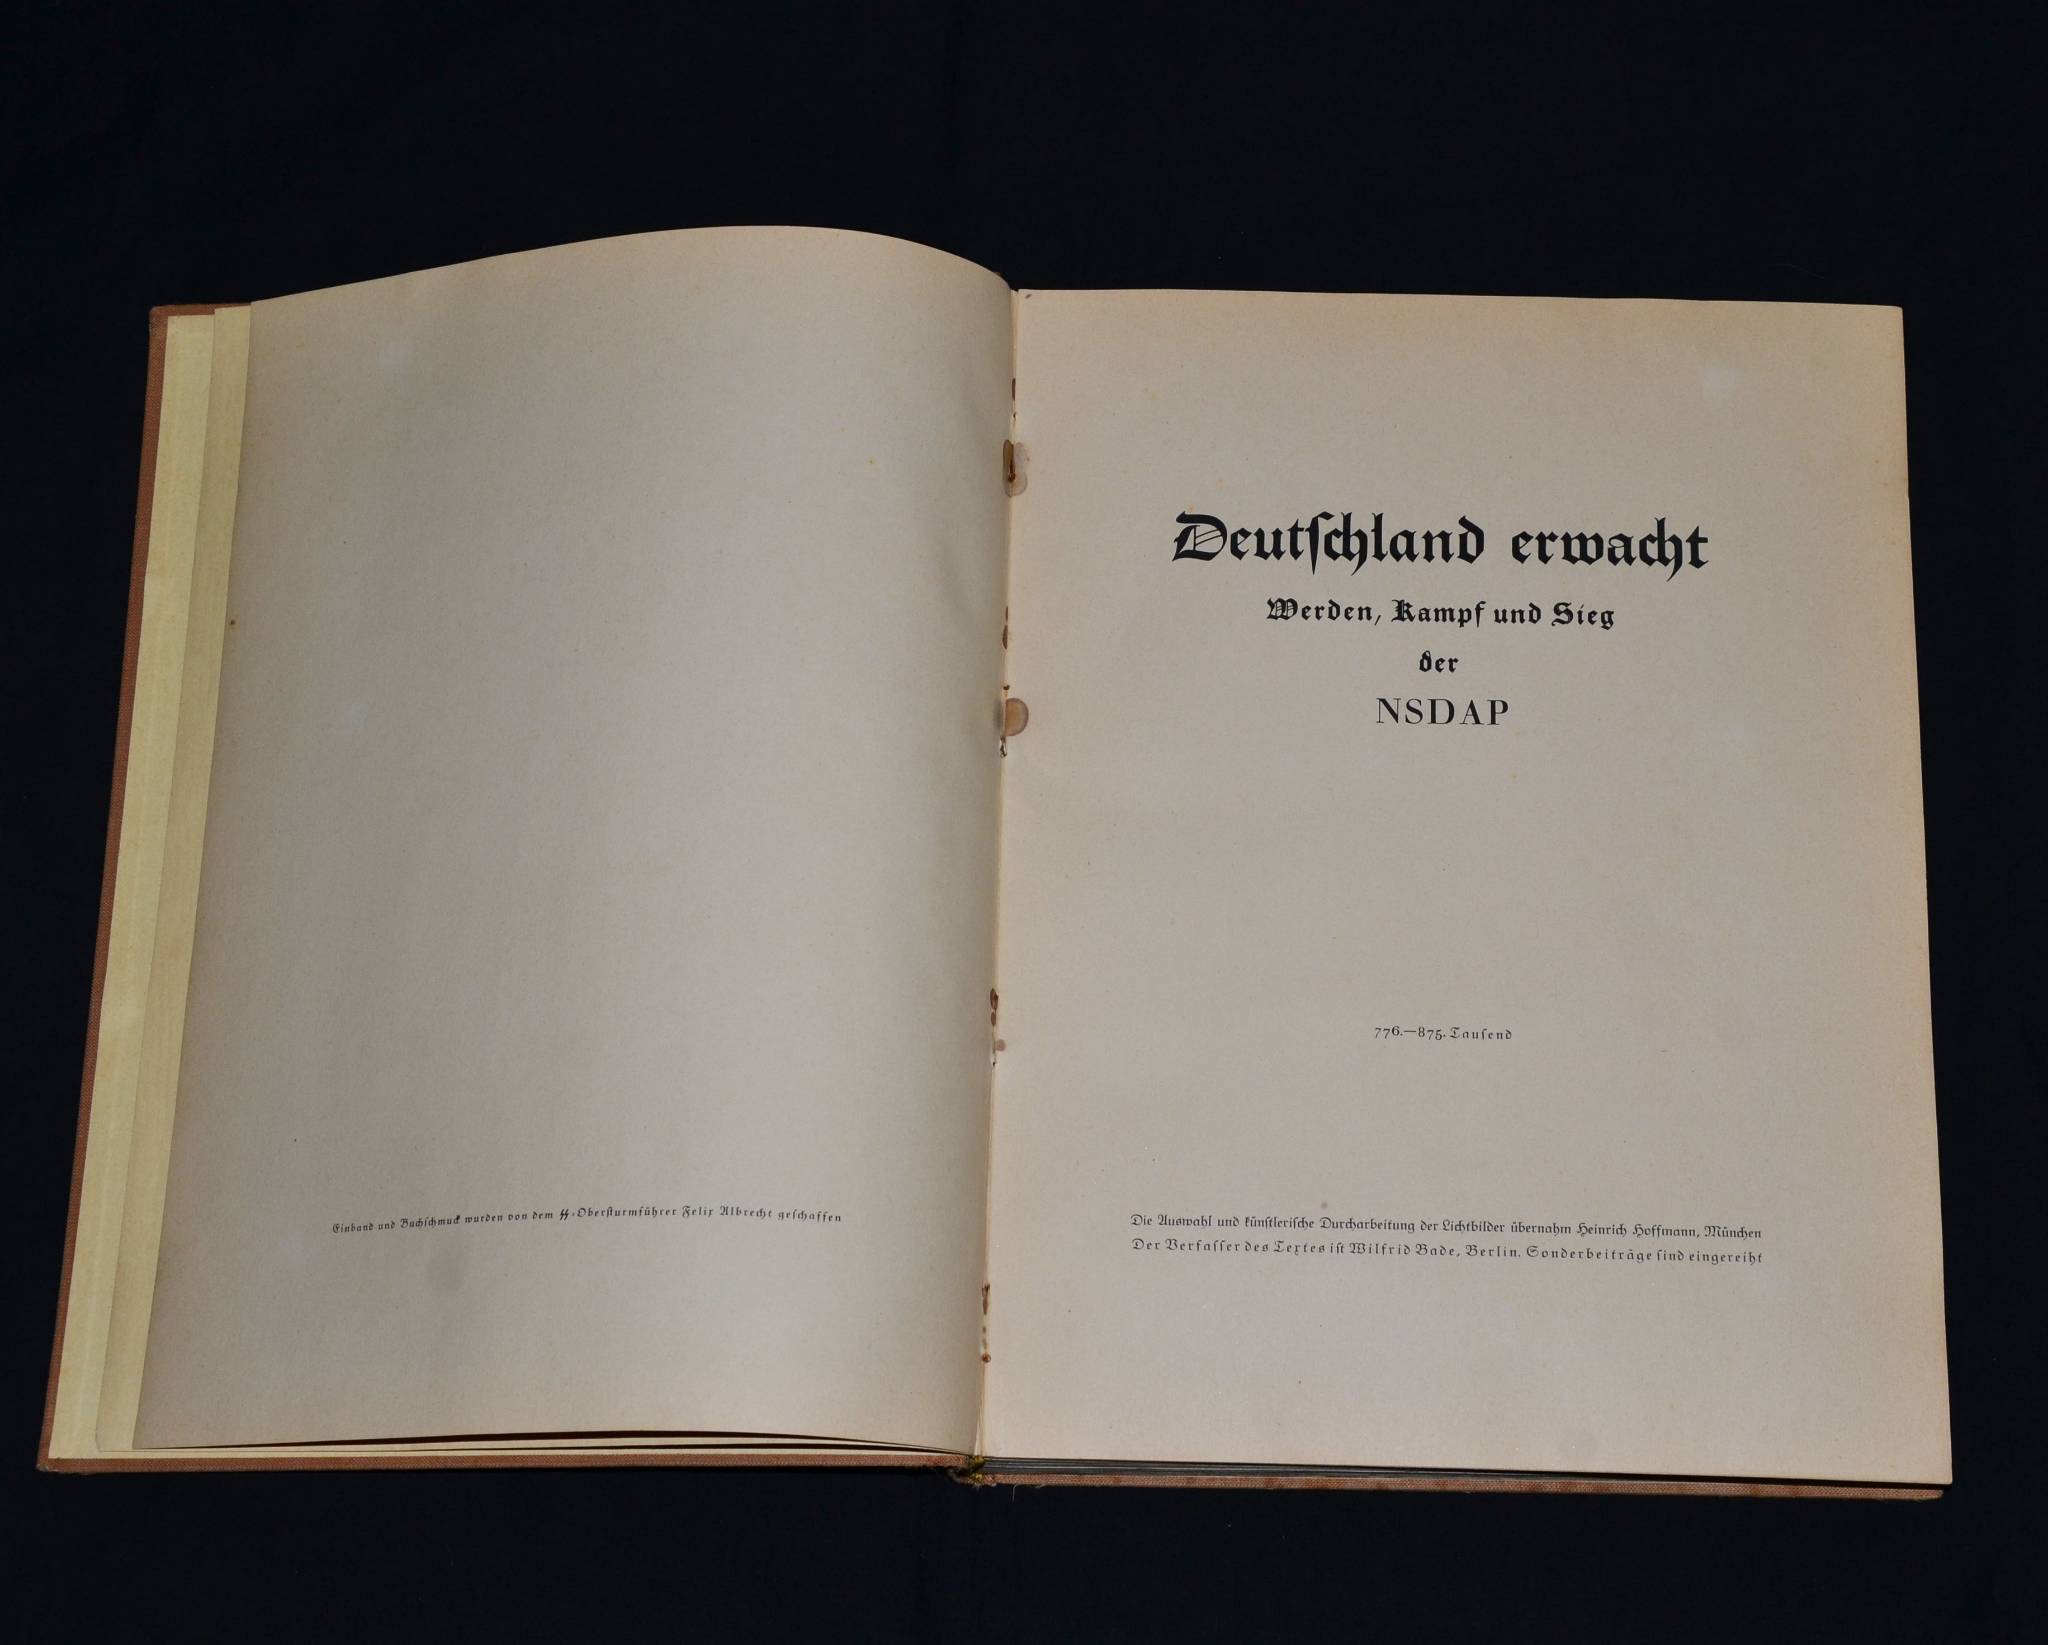 Einband und Buchschmuck wurden von dem ᛋᛋ-Obersturmführer Felix Albrecht geschaffen
Deutſchland erwacht
Werden, Kampf und Sieg
der
NSDAP
776.—875. Tauſend
Die Auswahl und künſtleriſche Durcharbeitung der Lichtbilder übernahm Heinrich Hoffmann, München
Der Verfaſſer des Textes iſt Wilfrid Bade, Berlin. Sonderbeiträge ſind eingereiht